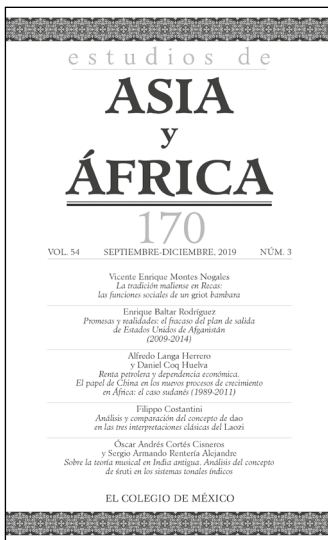 estudios de
ASIA
y
ÁFRICA
170
VOL. 54 SEPTIEMBRE-DICIEMBRE, 2019 NÚM. 3
Vicente Enrique Montes Nogales
La tradición maliense en Recas:
las funciones sociales de un griot bambara
Enrique Baltar Rodríguez
Promesas y realidades: el fracaso del plan de salida
de Estados Unidos de Afganistán
(2009-2014)
Alfredo Langa Herrero
y Daniel Coq Huelva
Renta petrolera y dependencia económica.
El papel de China en los nuevos procesos de crecimiento
en África: el caso sudanés (1989-2011)
Filippo Costantini
Análisis y comparación del concepto de dao
en las tres interpretaciones clásicas del Laozi
Óscar Andrés Cortés Cisneros
y Sergio Armando Rentería Alejandre
Sobre la teoría musical en India antigua. Análisis del concepto
de śruti en los sistemas tonales índicos
EL COLEGIO DE MÉXICO